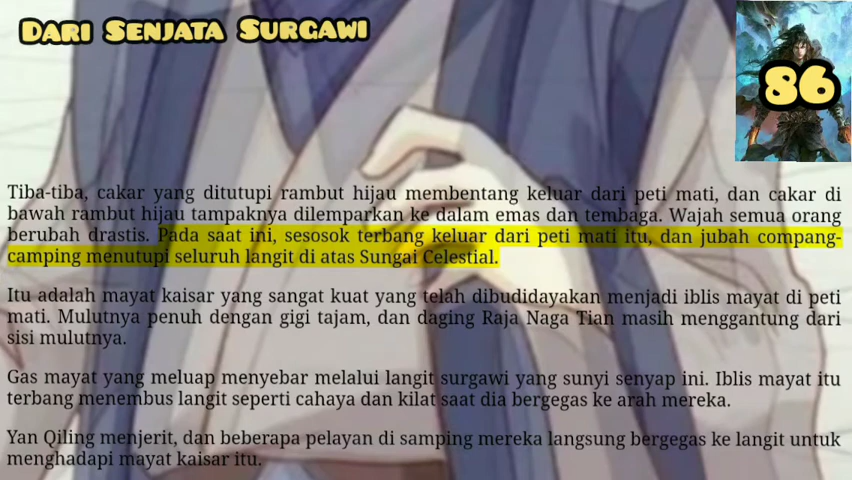 Dari Senjata Surgawi
86
Tiba-tiba, cakar yang ditutupi rambut hijau membentang keluar dari peti mati, dan cakar di
bawah rambut hijau tampaknya dilemparkan ke dalam emas dan tembaga. Wajah semua orang
berubah drastis. Pada saat ini, sesosok terbang keluar dari peti mati itu, dan jubah compang-
camping menutupi seluruh langit di atas Sungai Celestial.
Itu adalah mayat kaisar yang sangat kuat yang telah dibudidayakan menjadi iblis mayat di peti
mati. Mulutnya penuh dengan gigi tajam, dan daging Raja Naga Tian masih menggantung dari
sisi mulutnya.
Gas mayat yang meluap menyebar melalui langit surgawi yang sunyi senyap ini. Iblis mayat itu
terbang menembus langit seperti cahaya dan kilat saat dia bergegas ke arah mereka.
Yan Qiling menjerit, dan beberapa pelayan di samping mereka langsung bergegas ke langit untuk
menghadapi mayat kaisar itu.